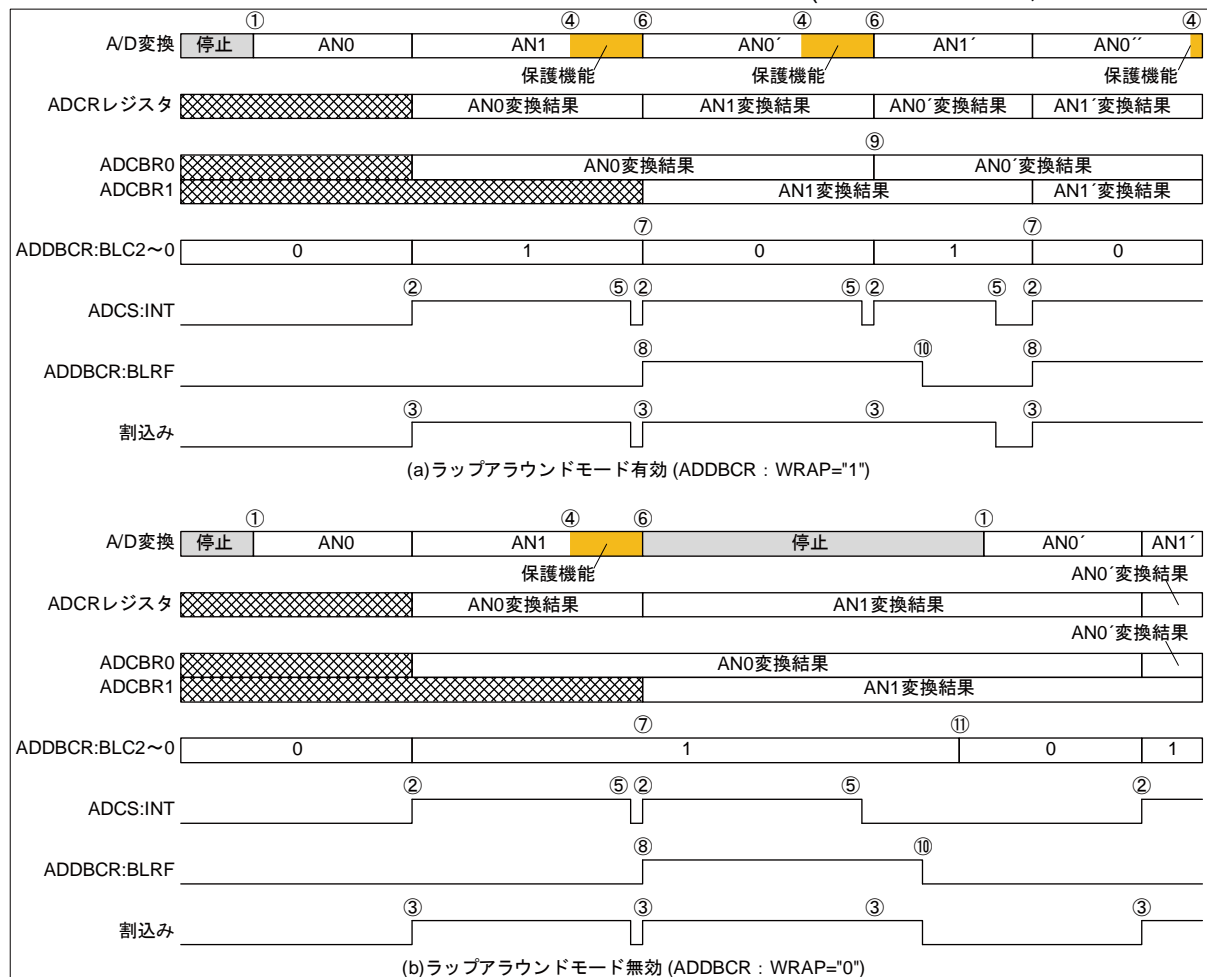 ① ④ ⑥ ④ ⑥ ④
A/D変換 停止 AN0 AN1 AN0´ AN1´ AN0´´
保護機能 保護機能 保護機能
ADCRレジスタ AN0変換結果 AN1変換結果 AN0´変換結果 AN1´変換結果
⑨
ADCBR0 AN0変換結果 AN0´変換結果
ADCBR1 AN1変換結果 AN1´変換結果
⑦ ⑦
ADDBCR:BLC2～0 0 1 0 1 0
② ⑤ ② ⑤ ② ⑤ ②
ADCS:INT
⑧ ⑩ ⑧
ADDBCR:BLRF
③ ③ ③ ③
割込み
(a)ラップアラウンドモード有効 (ADDBCR：WRAP="1")
① ④ ⑥ ①
A/D変換 停止 AN0 AN1 停止 AN0´ AN1´
保護機能 AN0´変換結果
ADCRレジスタ AN0変換結果 AN1変換結果
AN0´変換結果
ADCBR0 AN0変換結果
ADCBR1 AN1変換結果
⑦ ⑪
ADDBCR:BLC2～0 0 1 0 1
② ⑤ ② ⑤ ②
ADCS:INT
⑧ ⑩
ADDBCR:BLRF
③ ③ ③ ③
割込み
(b)ラップアラウンドモード無効 (ADDBCR：WRAP="0")